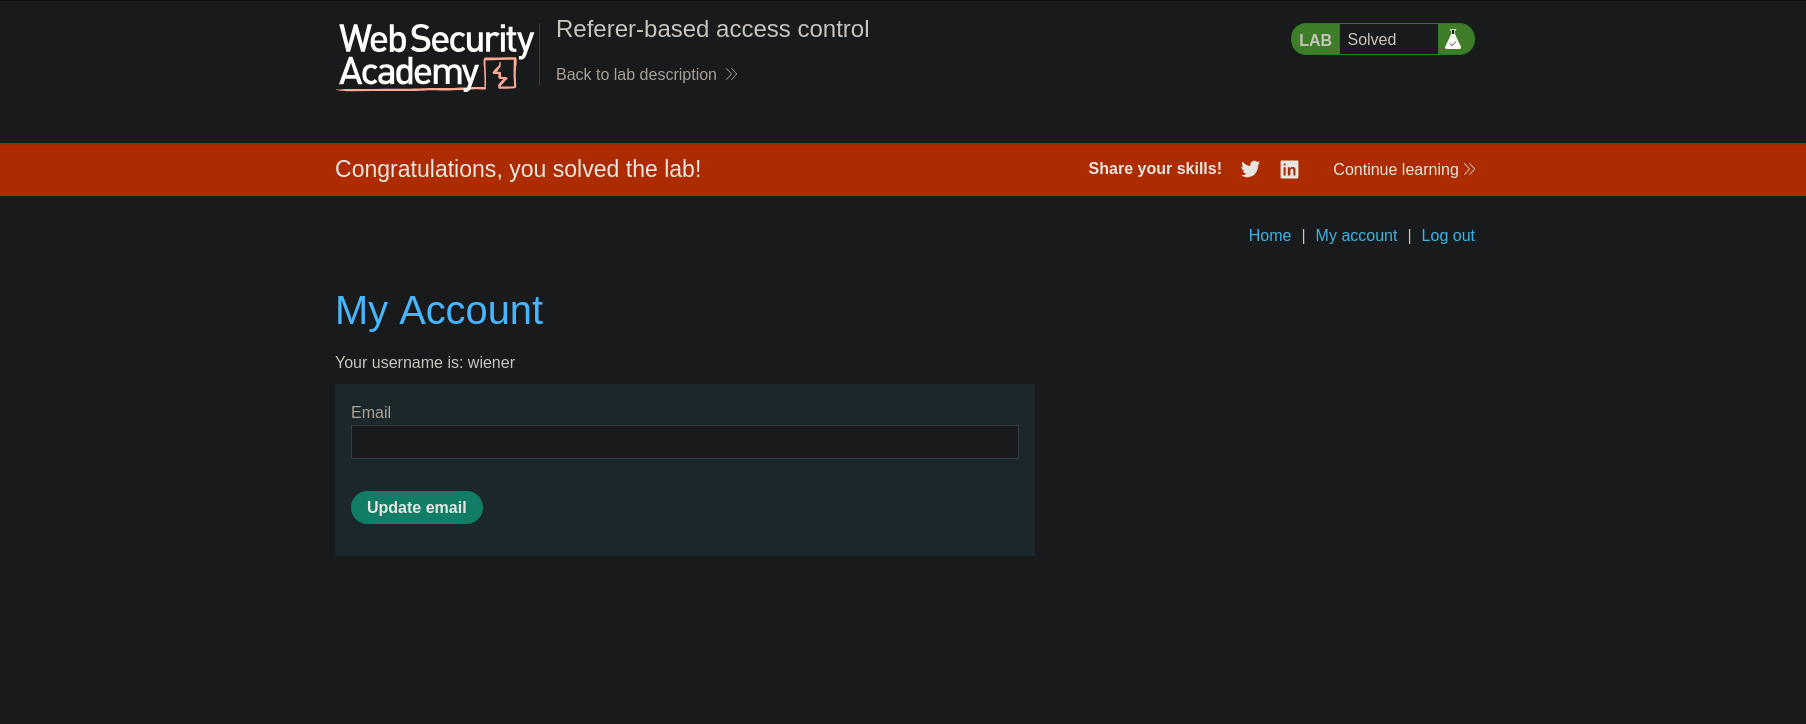 Web Security
Academy
Referer-based access control
Back to lab description
LAB Solved
Congratulations, you solved the lab!
Share your skills!
Continue learning
Home | My account | Log out
My Account
Your username is: wiener
Email
Update email